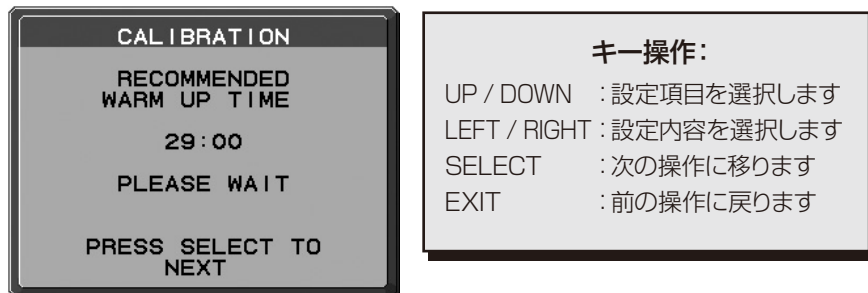 CALIBRATION
RECOMMENDED
WARM UP TIME
29:00
PLEASE WAIT
PRESS SELECT TO
NEXT
キー操作:
UP / DOWN :設定項目を選択します
LEFT / RIGHT:設定内容を選択します
SELECT :次の操作に移ります
EXIT :前の操作に戻ります